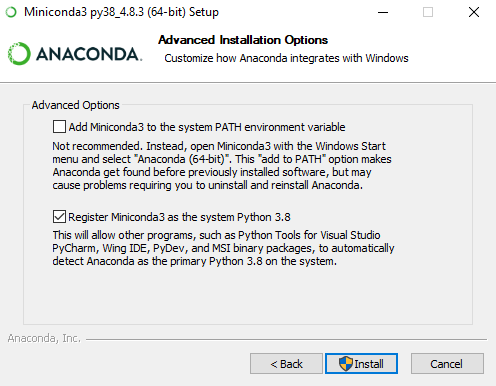 Miniconda3 py38_4.8.3 (64-bit) Setup
ANACONDA.
Advanced Installation Options
Customize how Anaconda integrates with Windows
Advanced Options
Add Miniconda3 to the system PATH environment variable
Not recommended. Instead, open Miniconda3 with the Windows Start
menu and select "Anaconda (64-bit)". This "add to PATH" option makes
Anaconda get found before previously installed software, but may
cause problems requiring you to uninstall and reinstall Anaconda.
Register Miniconda3 as the system Python 3.8
This will allow other programs, such as Python Tools for Visual Studio
PyCharm, Wing IDE, PyDev, and MSI binary packages, to automatically
detect Anaconda as the primary Python 3.8 on the system.
Anaconda, Inc.
< Back
Install
Cancel